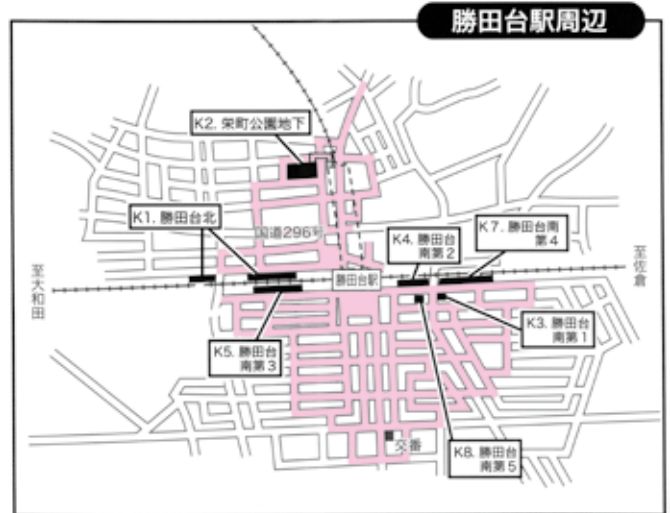 勝田台駅周辺
K2. 栄町公園地下
K1. 勝田台北
国道296号
K4. 勝田台
南第2
K7. 勝田台南
第4
至大和田
勝田台駅
至佐倉
K5. 勝田台
南第3
K3. 勝田台
南第1
交番
K8. 勝田台
南第5